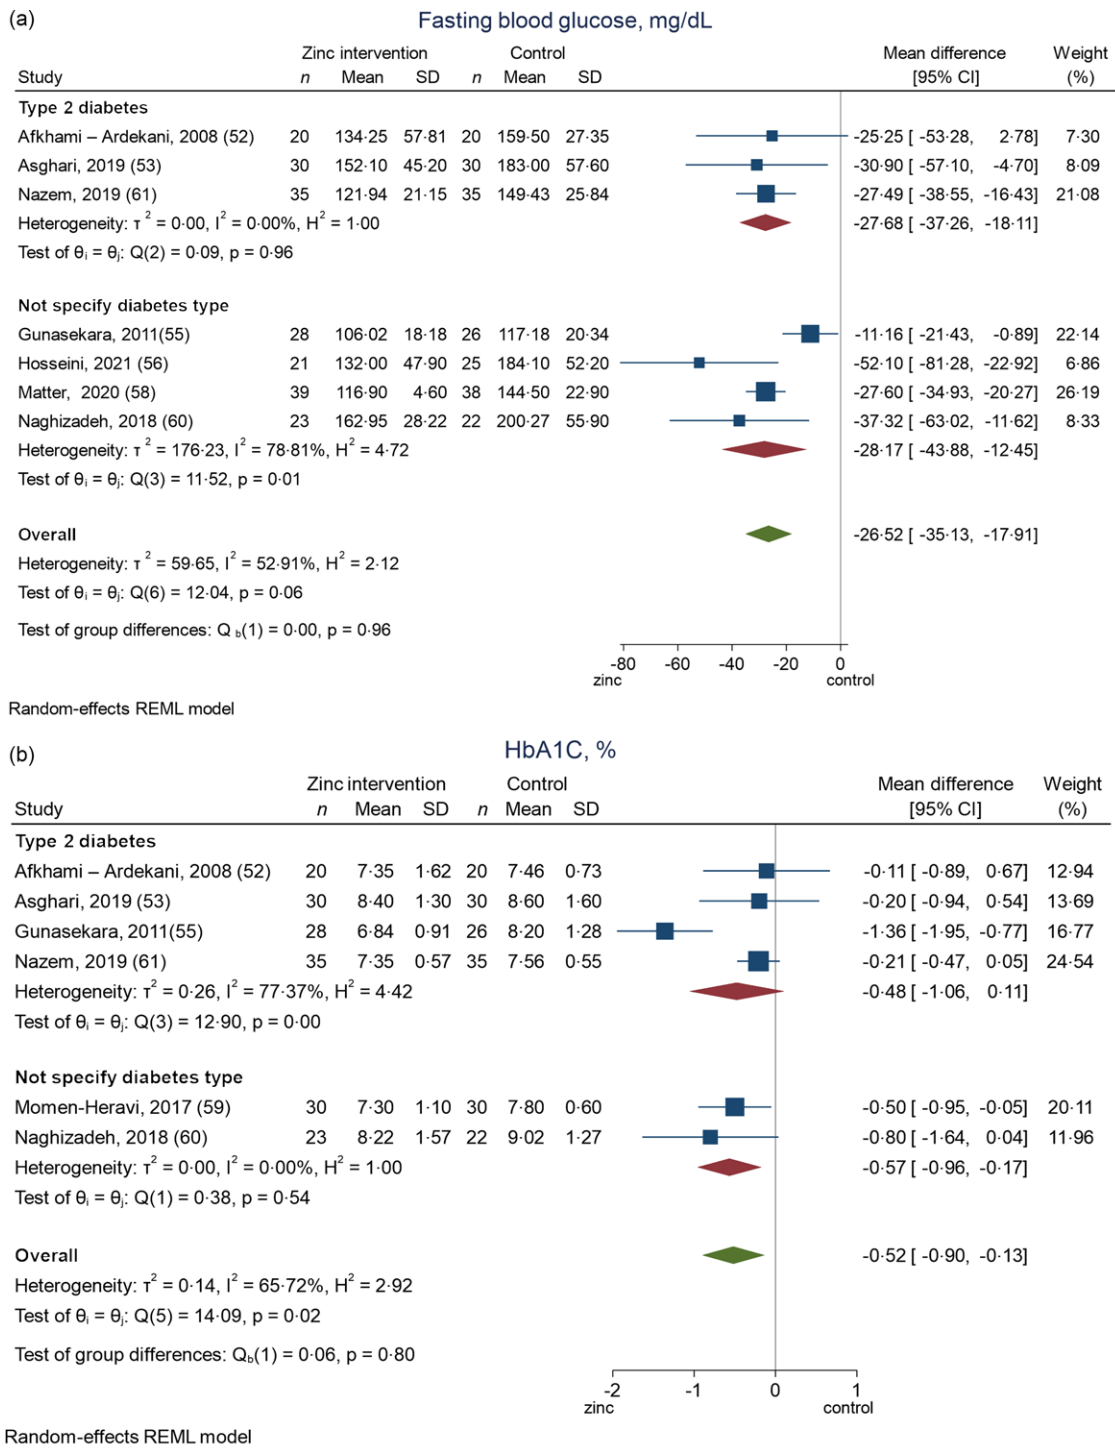 (a)
Fasting blood glucose, mg/dL
Zinc intervention Control Mean difference Weight
Study n Mean SD n Mean SD [95% CI] (%)
Type 2 diabetes
Afkhami – Ardekani, 2008 (52) 20 134·25 57·81 20 159·50 27·35 -25·25 [ -53·28, 2·78] 7·30
Asghari, 2019 (53) 30 152·10 45·20 30 183·00 57·60 -30·90 [ -57·10, -4·70] 8·09
Nazem, 2019 (61) 35 121·94 21·15 35 149·43 25·84 -27·49 [ -38·55, -16·43] 21·08
Heterogeneity: τ² = 0·00, I² = 0·00%, H² = 1·00 -27·68 [ -37·26, -18·11]
Test of θᵢ = θⱼ: Q(2) = 0·09, p = 0·96
Not specify diabetes type
Gunasekara, 2011(55) 28 106·02 18·18 26 117·18 20·34 -11·16 [ -21·43, -0·89] 22·14
Hosseini, 2021 (56) 21 132·00 47·90 25 184·10 52·20 -52·10 [ -81·28, -22·92] 6·86
Matter, 2020 (58) 39 116·90 4·60 38 144·50 22·90 -27·60 [ -34·93, -20·27] 26·19
Naghizadeh, 2018 (60) 23 162·95 28·22 22 200·27 55·90 -37·32 [ -63·02, -11·62] 8·33
Heterogeneity: τ² = 176·23, I² = 78·81%, H² = 4·72 -28·17 [ -43·88, -12·45]
Test of θᵢ = θⱼ: Q(3) = 11·52, p = 0·01
Overall -26·52 [ -35·13, -17·91]
Heterogeneity: τ² = 59·65, I² = 52·91%, H² = 2·12
Test of θᵢ = θⱼ: Q(6) = 12·04, p = 0·06
Test of group differences: Q b(1) = 0·00, p = 0·96
-80 -60 -40 -20 0
zinc control
Random-effects REML model
(b)
HbA1C, %
Zinc intervention Control Mean difference Weight
Study n Mean SD n Mean SD [95% CI] (%)
Type 2 diabetes
Afkhami – Ardekani, 2008 (52) 20 7·35 1·62 20 7·46 0·73 -0·11 [ -0·89, 0·67] 12·94
Asghari, 2019 (53) 30 8·40 1·30 30 8·60 1·60 -0·20 [ -0·94, 0·54] 13·69
Gunasekara, 2011(55) 28 6·84 0·91 26 8·20 1·28 -1·36 [ -1·95, -0·77] 16·77
Nazem, 2019 (61) 35 7·35 0·57 35 7·56 0·55 -0·21 [ -0·47, 0·05] 24·54
Heterogeneity: τ² = 0·26, I² = 77·37%, H² = 4·42 -0·48 [ -1·06, 0·11]
Test of θᵢ = θⱼ: Q(3) = 12·90, p = 0·00
Not specify diabetes type
Momen-Heravi, 2017 (59) 30 7·30 1·10 30 7·80 0·60 -0·50 [ -0·95, -0·05] 20·11
Naghizadeh, 2018 (60) 23 8·22 1·57 22 9·02 1·27 -0·80 [ -1·64, 0·04] 11·96
Heterogeneity: τ² = 0·00, I² = 0·00%, H² = 1·00 -0·57 [ -0·96, -0·17]
Test of θᵢ = θⱼ: Q(1) = 0·38, p = 0·54
Overall -0·52 [ -0·90, -0·13]
Heterogeneity: τ² = 0·14, I² = 65·72%, H² = 2·92
Test of θᵢ = θⱼ: Q(5) = 14·09, p = 0·02
Test of group differences: Qb(1) = 0·06, p = 0·80
-2 -1 0 1
zinc control
Random-effects REML model